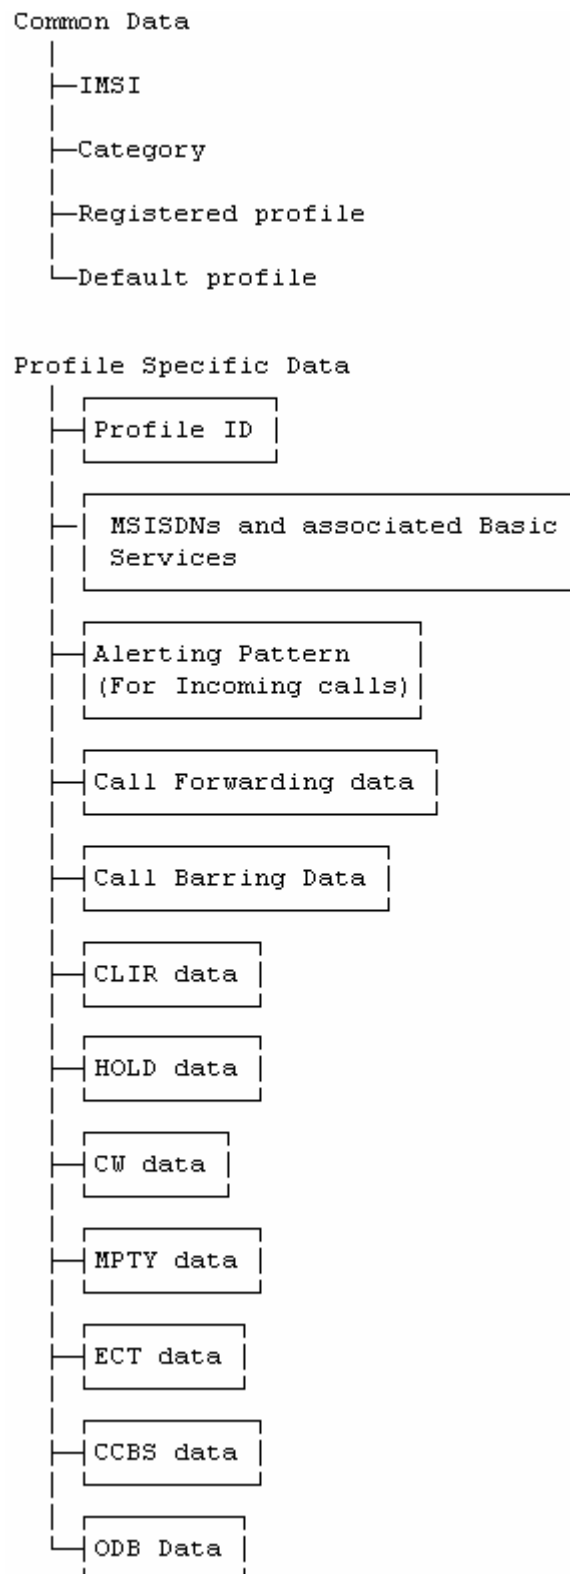 Common Data
IMSI
Category
Registered profile
Default profile
Profile Specific Data
Profile ID
MSISDNs and associated Basic
Services
Alerting Pattern
(For Incoming calls)
Call Forwarding data
Call Barring Data
CLIR data
HOLD data
CW data
MPTY data
ECT data
CCBS data
ODB Data